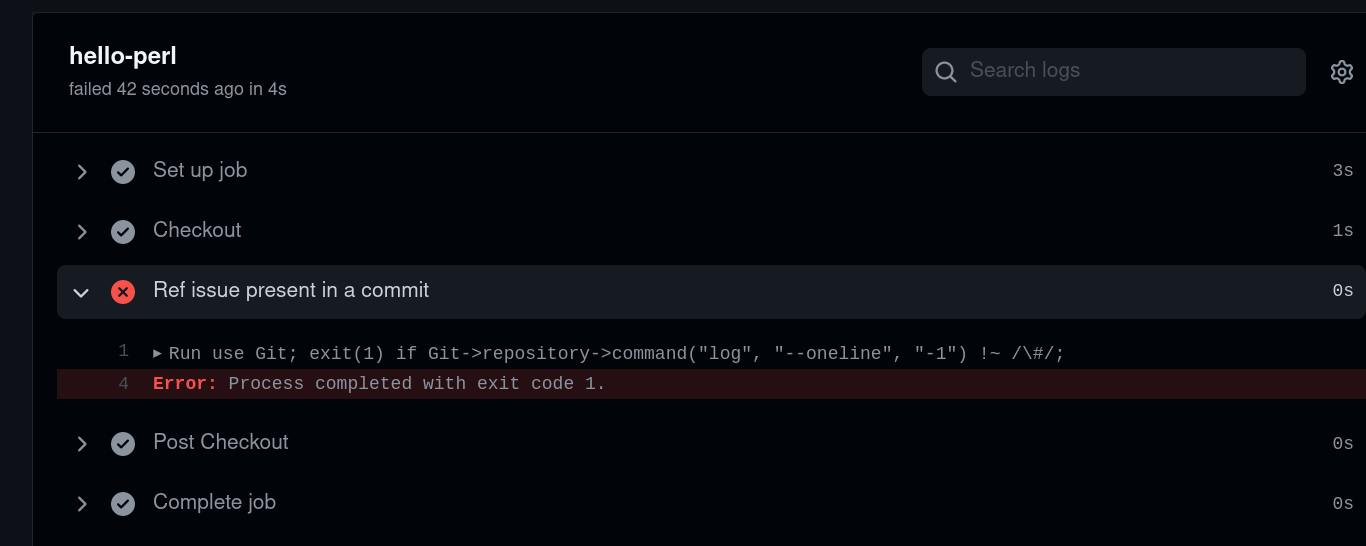 hello-perl
failed 42 seconds ago in 4s
Search logs
Set up job 3s
Checkout 1s
Ref issue present in a commit 0s
1 ▸ Run use Git; exit(1) if Git->repository->command("log", "--oneline", "-1") !~ /\#/;
4 Error: Process completed with exit code 1.
Post Checkout 0s
Complete job 0s